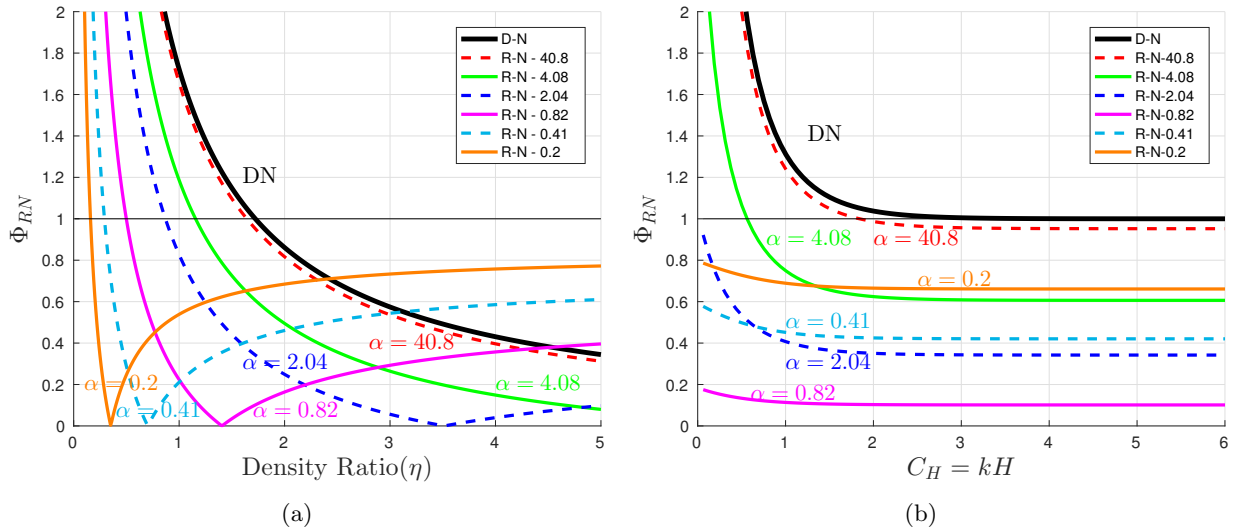 2
1.8
1.6
1.4
1.2
1
0.8
0.6
0.4
0.2
0
Φ_RN
D-N
R-N - 40.8
R-N - 4.08
R-N - 2.04
R-N - 0.82
R-N - 0.41
R-N - 0.2
DN
α = 40.8
α = 2.04
α = 0.2
α = 4.08
α = 0.41
α = 0.82
0 1 2 3 4 5
Density Ratio(η)
(a)
2
1.8
1.6
1.4
1.2
1
0.8
0.6
0.4
0.2
0
Φ_RN
D-N
R-N-40.8
R-N-4.08
R-N-2.04
R-N-0.82
R-N-0.41
R-N-0.2
DN
α = 4.08
α = 40.8
α = 0.2
α = 0.41
α = 2.04
α = 0.82
0 1 2 3 4 5 6
C_H = kH
(b)